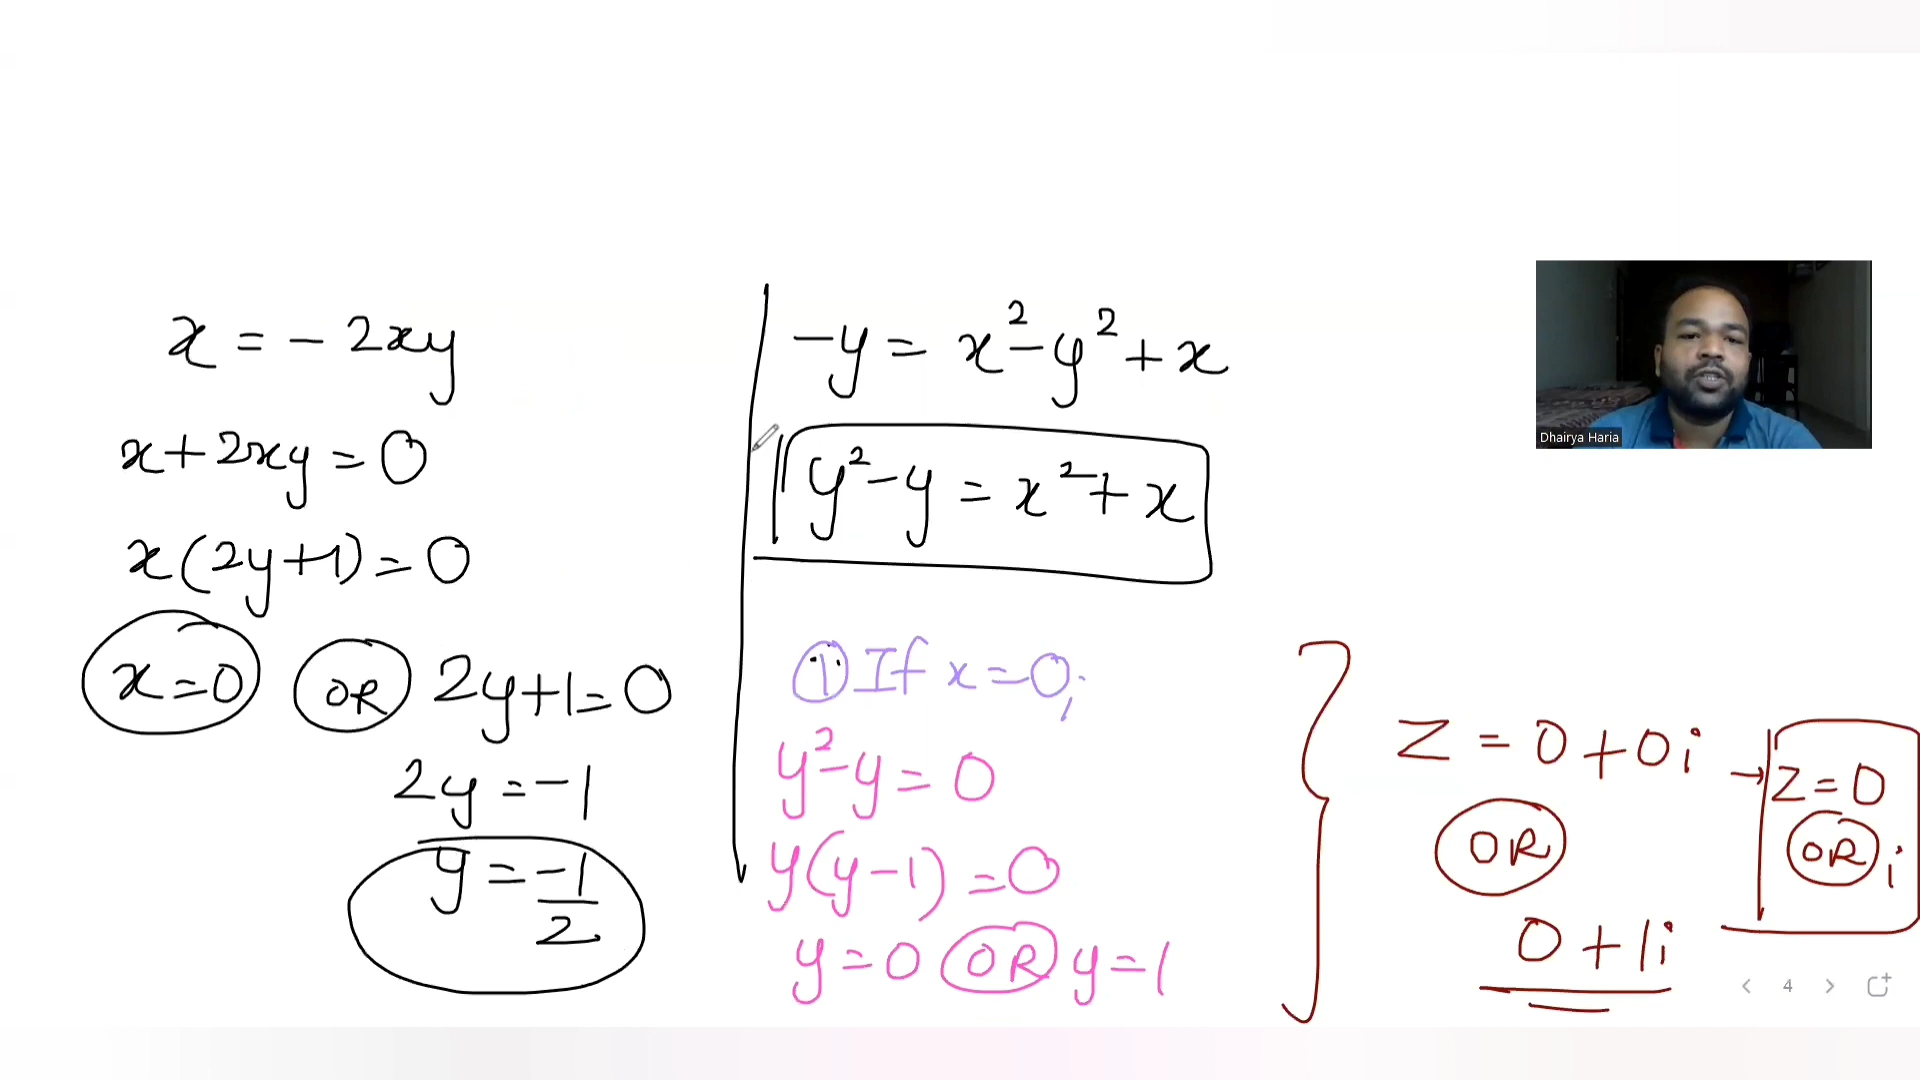 x = - 2xy
x + 2xy = 0
x(2y+1) = 0
x=0 OR 2y+1=0
2y = -1
y = -1/2
-y = x² - y² + x
y² - y = x² + x
① If x = 0;
y² - y = 0
y(y-1) = 0
y = 0 OR y = 1
z = 0 + 0i → z = 0
OR OR i
0 + 1i
Dhairya Haria
4